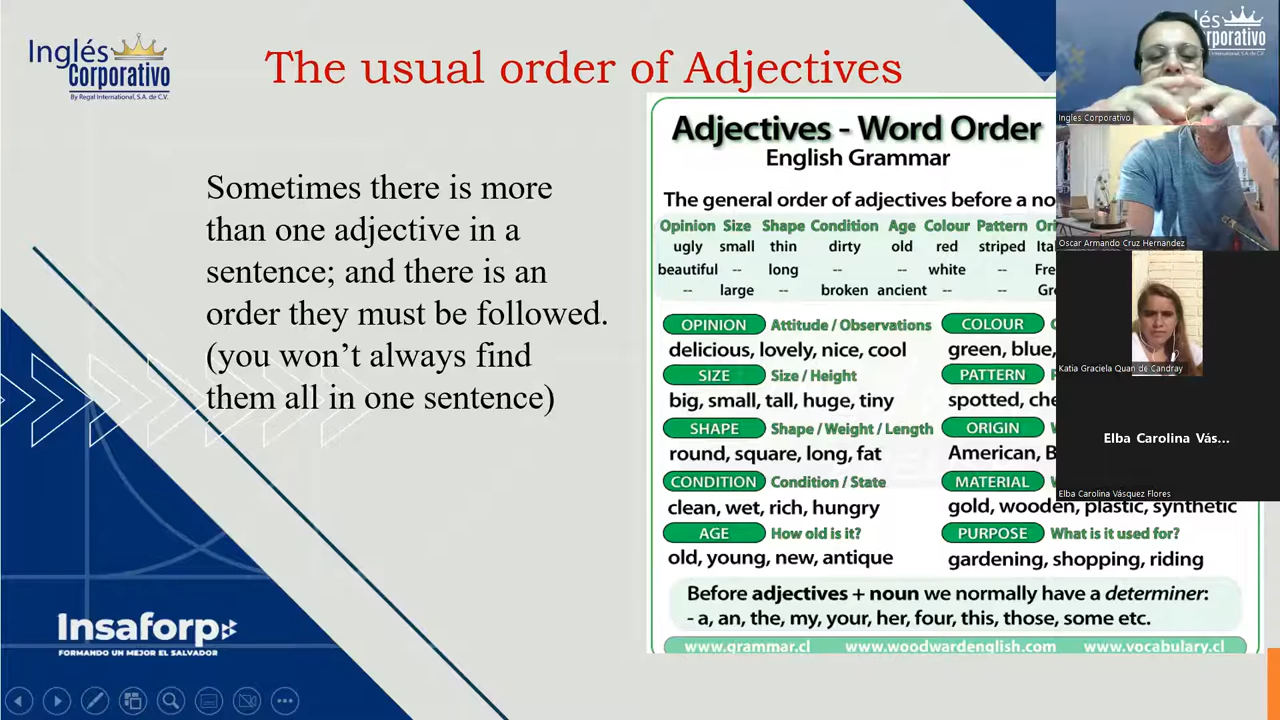 Inglés
Corporativo
By Regal International, S.A. de C.V.
The usual order of Adjectives
Sometimes there is more
than one adjective in a
sentence; and there is an
order they must be followed.
(you won’t always find
them all in one sentence)
Insaforp
FORMANDO UN MEJOR EL SALVADOR
Adjectives - Word Order
English Grammar
The general order of adjectives before a no
Opinion Size Shape Condition Age Colour Pattern Ori
ugly small thin dirty old red striped Ita
beautiful -- long -- -- white -- Fre
-- large -- broken ancient -- -- Gr
OPINION Attitude / Observations
delicious, lovely, nice, cool
SIZE Size / Height
big, small, tall, huge, tiny
SHAPE Shape / Weight / Length
round, square, long, fat
CONDITION Condition / State
clean, wet, rich, hungry
AGE How old is it?
old, young, new, antique
COLOUR
green, blue,
PATTERN
spotted, che
ORIGIN
American, B
MATERIAL
gold, wooden, plastic, synthetic
PURPOSE What is it used for?
gardening, shopping, riding
Before adjectives + noun we normally have a determiner:
- a, an, the, my, your, her, four, this, those, some etc.
www.grammar.cl www.woodwardenglish.com www.vocabulary.cl
lés
orporativo
Ingles Corporativo
Oscar Armando Cruz Hernandez
Katia Graciela Quan de Candray
Elba Carolina Vás...
Elba Carolina Vásquez Flores